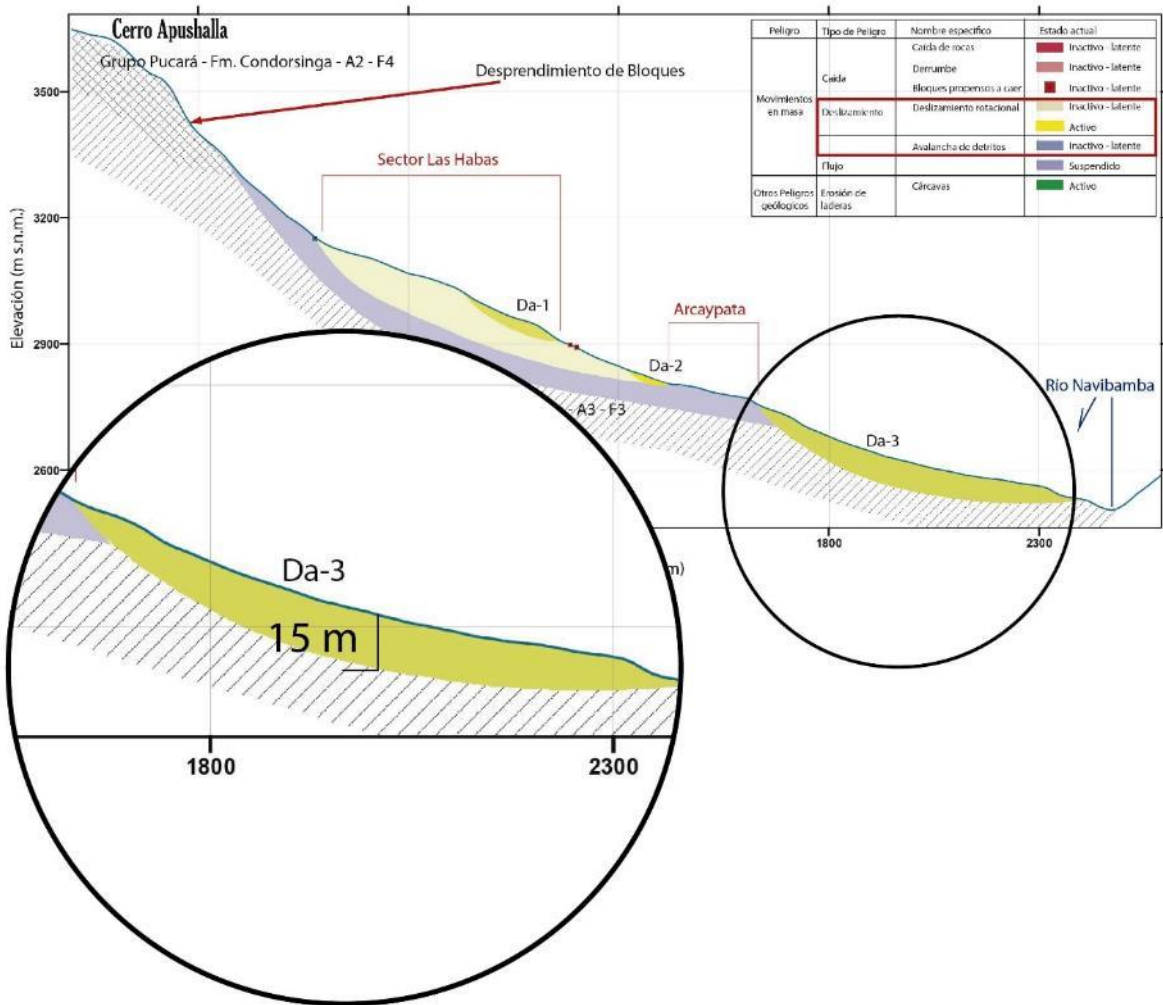 Cerro Apushalla
Grupo Pucará - Fm. Condorsinga - A2 - F4
Desprendimiento de Bloques
Sector Las Habas
Peligro Tipo de Peligro Nombre especifico Estado actual
Caida de rocas Inactivo - latente
Caída
Derrumbe Inactivo - latente
Bloques propensos a caer Inactivo - latente
Movimientos
en masa
Deslizamiento Deslizamiento rotacional Inactivo - latente
Activo
Avalancha de detritos Inactivo - latente
Flujo Suspendido
Otros Peligros
geólogicos
Erosión de
laderas
Cárcavas Activo
Elevación (m s.n.m.)
3500
3200
2900
2600
Da-1
Da-2
Arcaypata
- A3 - F3
Da-3
Río Navibamba
1800
2300
m)
Da-3
15 m
1800
2300